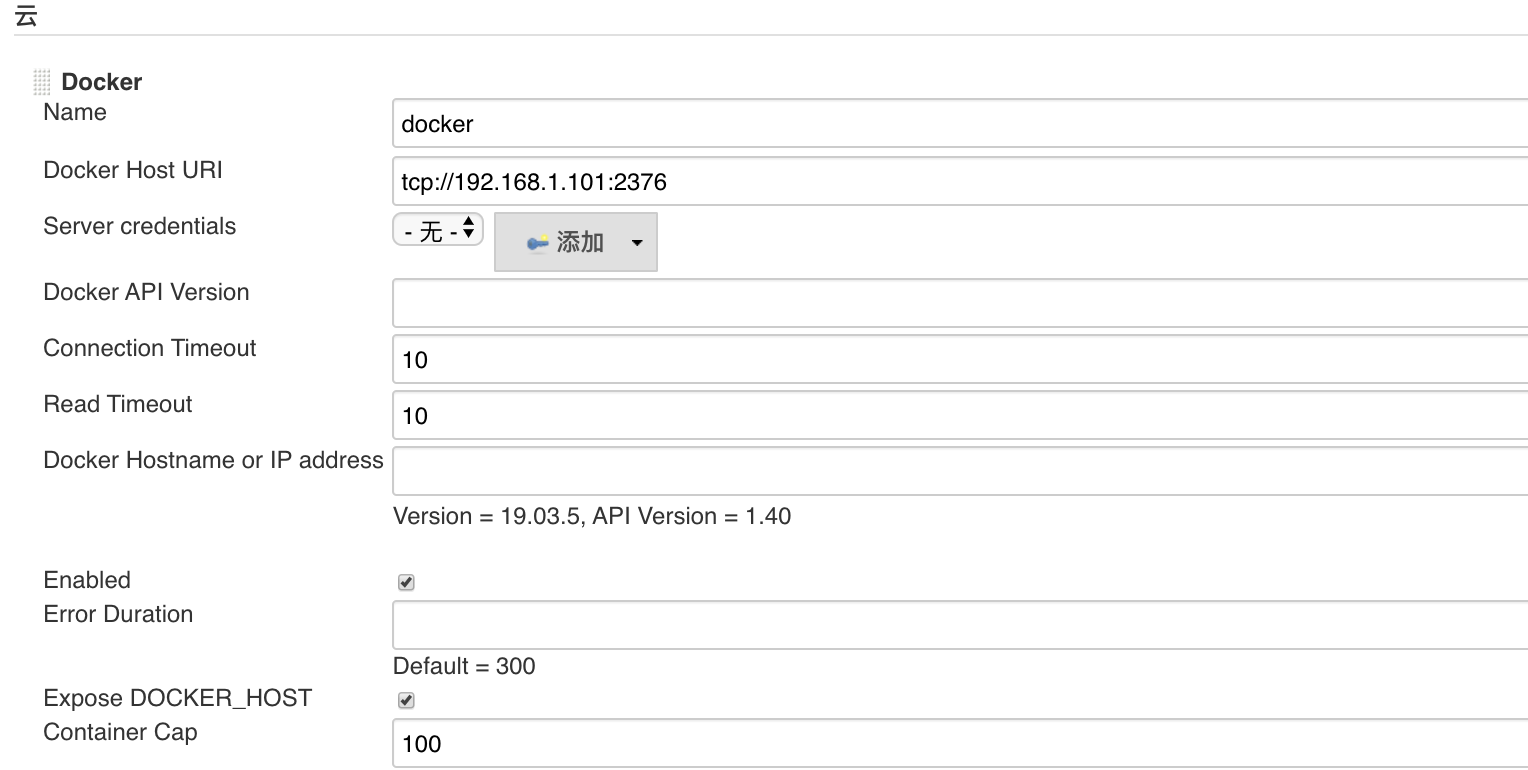 云
Docker
Name
docker
Docker Host URI
tcp://192.168.1.101:2376
Server credentials
- 无 -
添加
Docker API Version
Connection Timeout
10
Read Timeout
10
Docker Hostname or IP address
Version = 19.03.5, API Version = 1.40
Enabled
Error Duration
Default = 300
Expose DOCKER_HOST
Container Cap
100